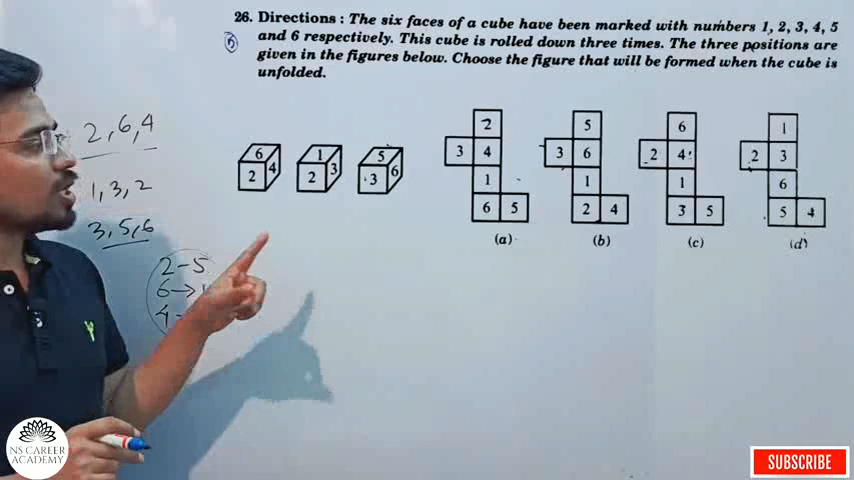 26. Directions : The six faces of a cube have been marked with numbers 1, 2, 3, 4, 5
and 6 respectively. This cube is rolled down three times. The three positions are
given in the figures below. Choose the figure that will be formed when the cube is
unfolded.
2, 6, 4
1, 3, 2
3, 5, 6
2 - 5
6 →
4
6
2 4
1
2 3
5
3 6
2
3 4
1
6 5
(a)
5
3 6
1
2 4
(b)
6
2 4
1
3 5
(c)
1
2 3
6
5 4
(d)
NS CAREER
ACADEMY
SUBSCRIBE